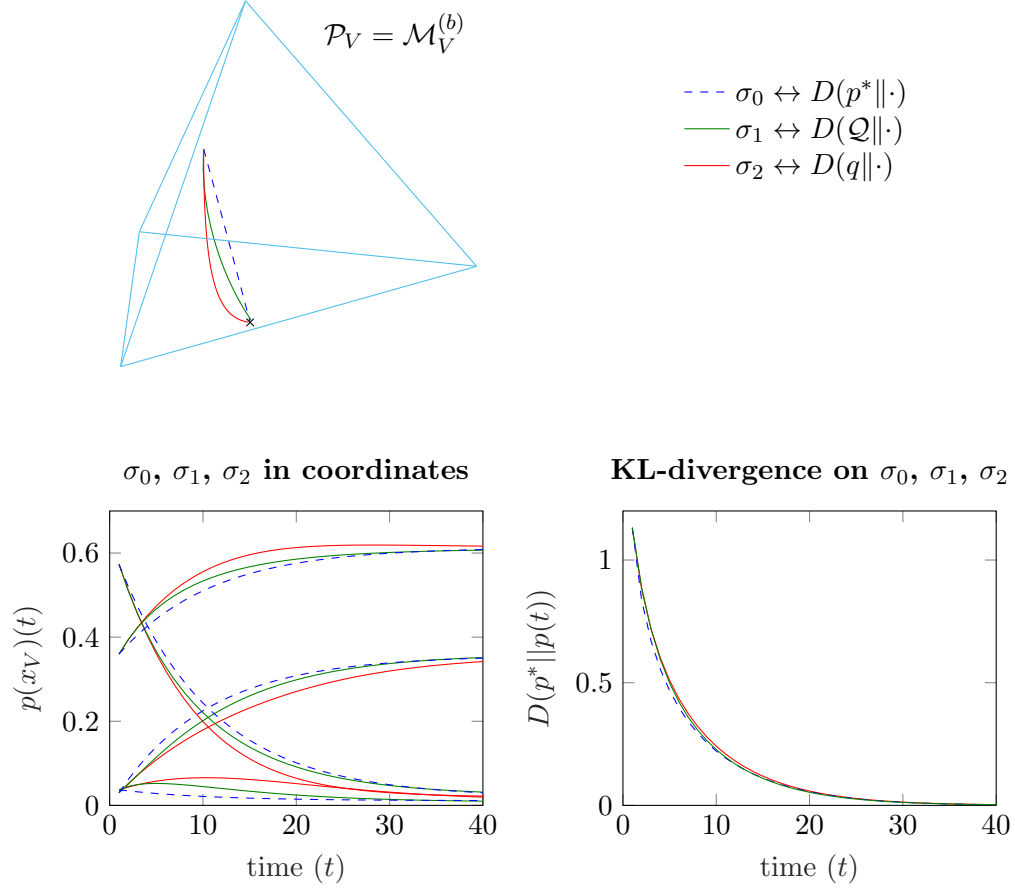 𝒫_V = ℳ_V^{(b)}
σ_0 ↔ D(p*∥·)
σ_1 ↔ D(𝒬∥·)
σ_2 ↔ D(q∥·)
σ_0, σ_1, σ_2 in coordinates
0.6
0.4
0.2
0
p(x_V)(t)
0 10 20 30 40
time (t)
KL-divergence on σ_0, σ_1, σ_2
1
0.5
0
D(p*||p(t))
0 10 20 30 40
time (t)